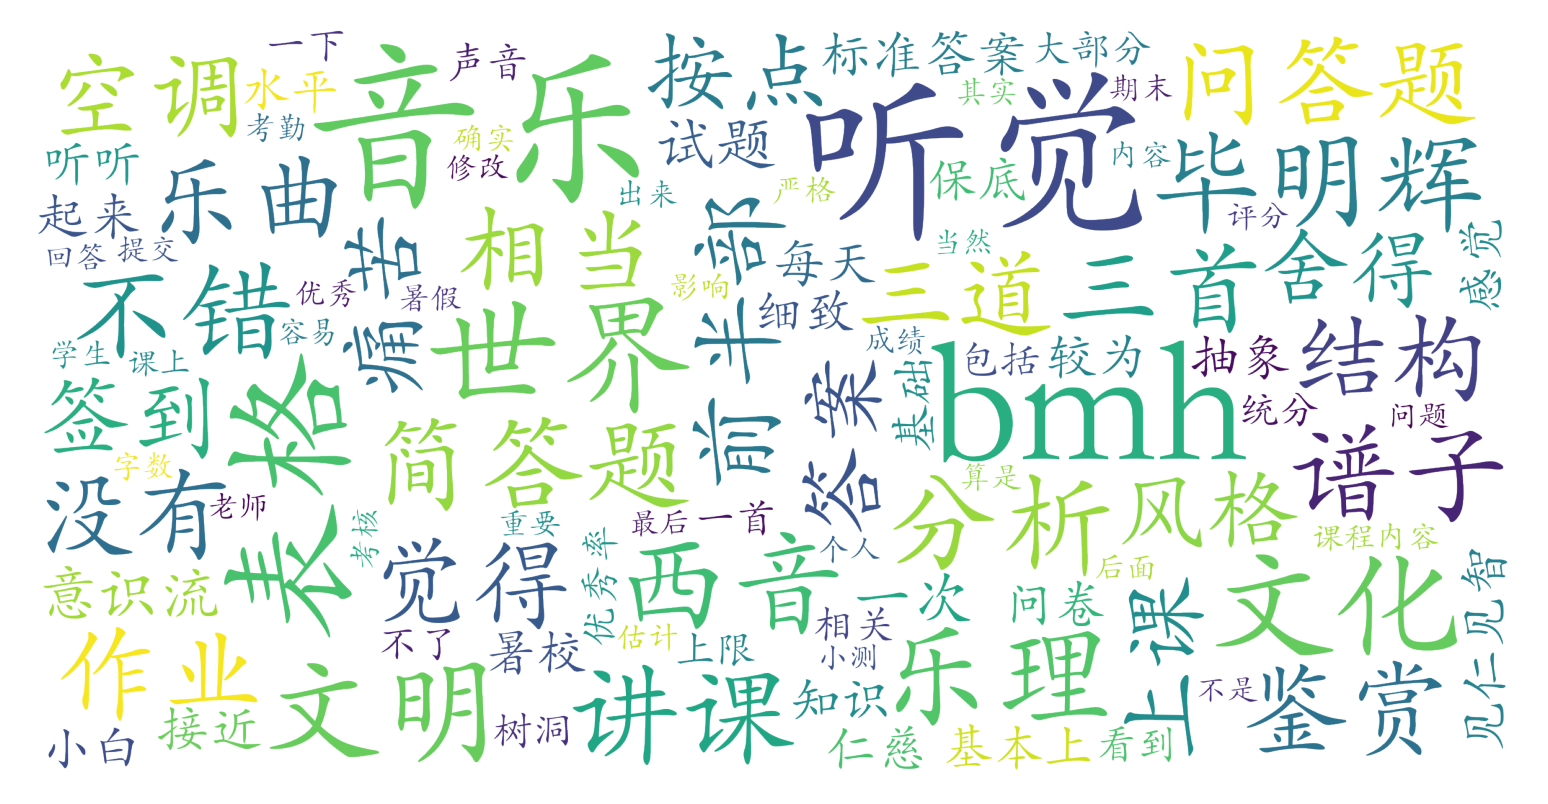 一下
声音
音乐
按点
标准答案
大部分
问答题
空调
水平
考勤
确实
修改
试题
听觉
其实
期末
听听
乐曲
出来
严格
保底
内容
毕明辉
起来
回答
提交
苦
相当
部
每天
当然
评分
舍得
感觉
不错
优秀
暑假
容易
影响
细致
三道
三首
学生
课上
痛
世界
半
成绩
包括
较为
抽象
结构
签到
表格
简答题
前
答案
基础
bmh
统分
问题
谱子
字数
没有
老师
考核
重要
最后
一首
算是
分析
风格
课程内容
意识流
觉得
优秀率
西音
个人
一次
问卷
后面
上课
文化
见仁见智
作业
不了
暑校
估计
上限
相关
小测
乐理
小白
接近
文明
树洞
讲课
知识
仁慈
基本上
看到
不是
鉴赏